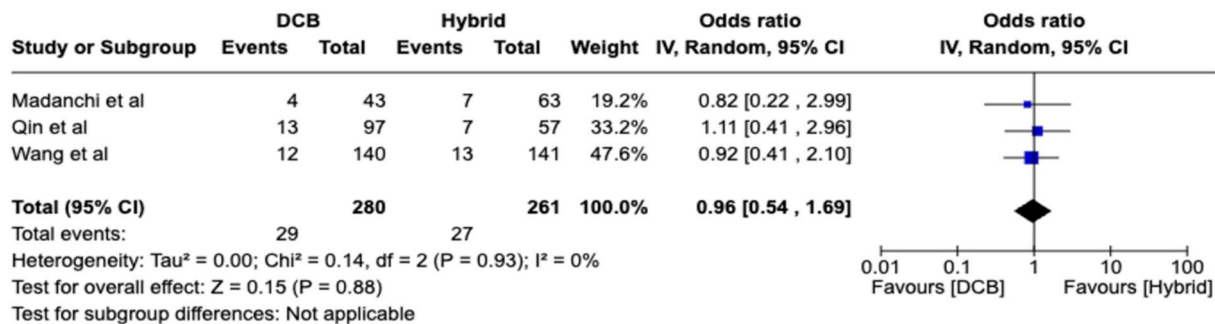 DCB Hybrid Odds ratio Odds ratio
Study or Subgroup Events Total Events Total Weight IV, Random, 95% CI IV, Random, 95% CI
Madanchi et al 4 43 7 63 19.2% 0.82 [0.22 , 2.99]
Qin et al 13 97 7 57 33.2% 1.11 [0.41 , 2.96]
Wang et al 12 140 13 141 47.6% 0.92 [0.41 , 2.10]
Total (95% CI) 280 261 100.0% 0.96 [0.54 , 1.69]
Total events: 29 27
Heterogeneity: Tau² = 0.00; Chi² = 0.14, df = 2 (P = 0.93); I² = 0%
Test for overall effect: Z = 0.15 (P = 0.88)
Test for subgroup differences: Not applicable
0.01 0.1 1 10 100
Favours [DCB] Favours [Hybrid]